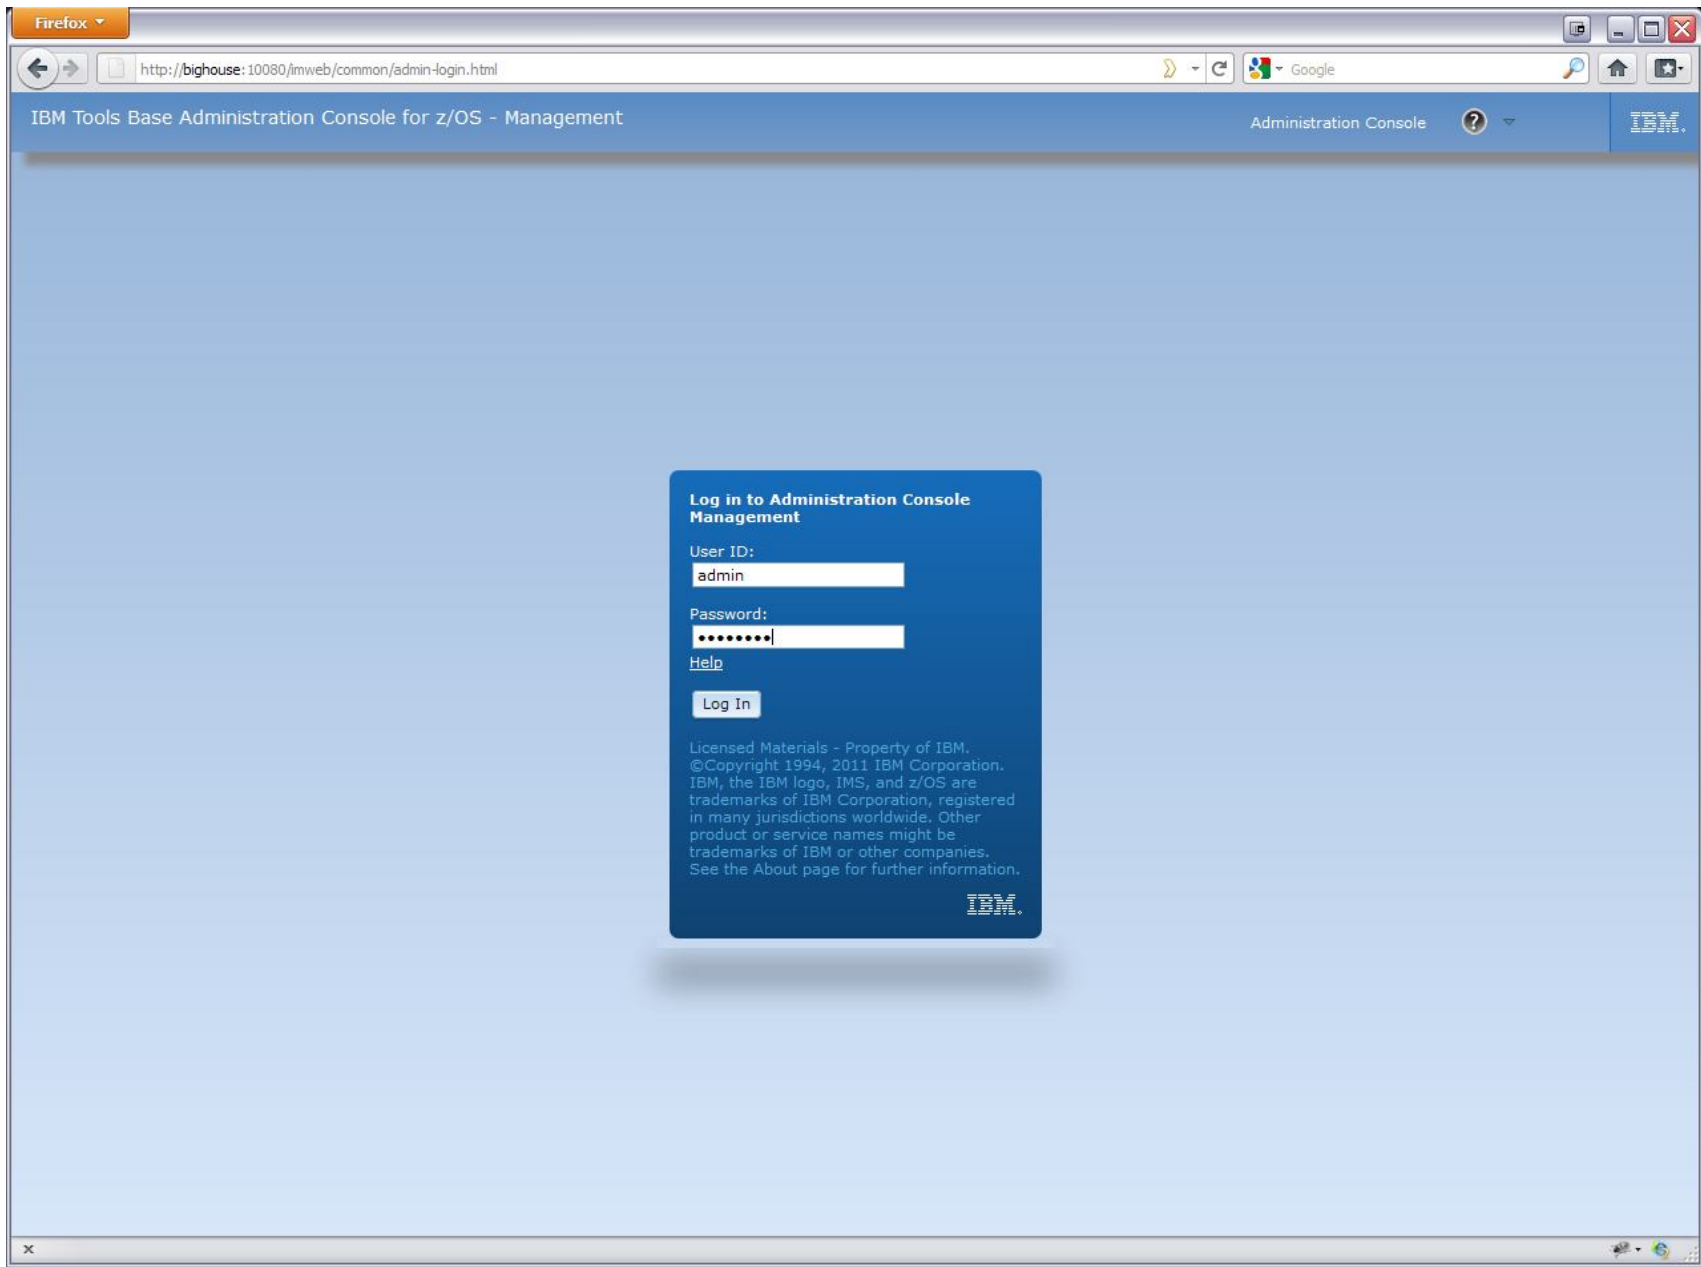 Firefox
http://bighouse:10080/imweb/common/admin-login.html
Google
IBM Tools Base Administration Console for z/OS - Management
Administration Console
?
IBM.
Log in to Administration Console
Management
User ID:
admin
Password:
••••••••
Help
Log In
Licensed Materials - Property of IBM.
©Copyright 1994, 2011 IBM Corporation.
IBM, the IBM logo, IMS, and z/OS are
trademarks of IBM Corporation, registered
in many jurisdictions worldwide. Other
product or service names might be
trademarks of IBM or other companies.
See the About page for further information.
IBM.